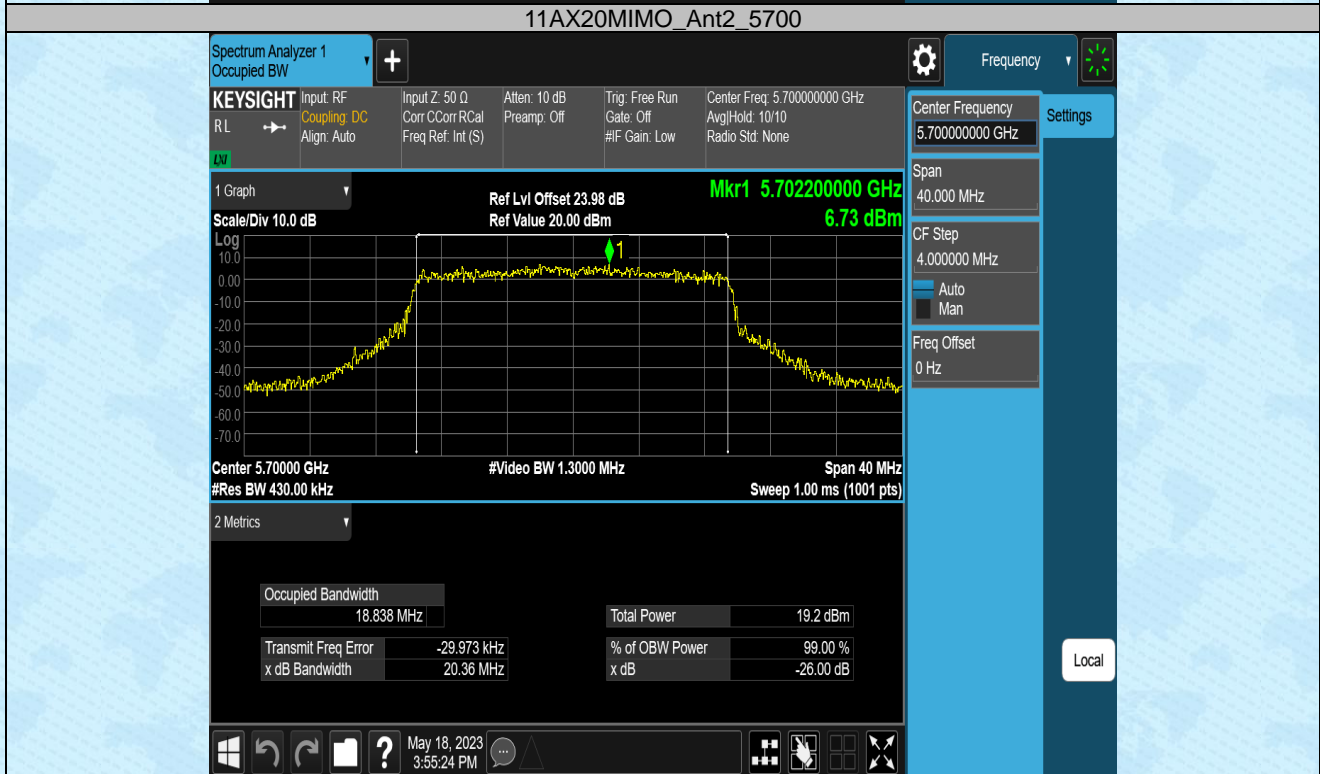 11AX20MIMO_Ant2_5700
Spectrum Analyzer 1
Occupied BW
+
Frequency
KEYSIGHT
RL
LXI
Input: RF
Coupling: DC
Align: Auto
Input Z: 50 Ω
Corr CCorr RCal
Freq Ref: Int (S)
Atten: 10 dB
Preamp: Off
Trig: Free Run
Gate: Off
#IF Gain: Low
Center Freq: 5.700000000 GHz
Avg|Hold: 10/10
Radio Std: None
Center Frequency
5.700000000 GHz
Settings
Span
40.000 MHz
CF Step
4.000000 MHz
Auto
Man
Freq Offset
0 Hz
1 Graph
Scale/Div 10.0 dB
Ref Lvl Offset 23.98 dB
Ref Value 20.00 dBm
Mkr1 5.702200000 GHz
6.73 dBm
Log
1
10.0
0.00
-10.0
-20.0
-30.0
-40.0
-50.0
-60.0
-70.0
Center 5.70000 GHz
#Video BW 1.3000 MHz
Span 40 MHz
#Res BW 430.00 kHz
Sweep 1.00 ms (1001 pts)
2 Metrics
Occupied Bandwidth
18.838 MHz
Total Power 19.2 dBm
Transmit Freq Error -29.973 kHz
% of OBW Power 99.00 %
x dB Bandwidth 20.36 MHz
x dB -26.00 dB
Local
?
May 18, 2023
3:55:24 PM